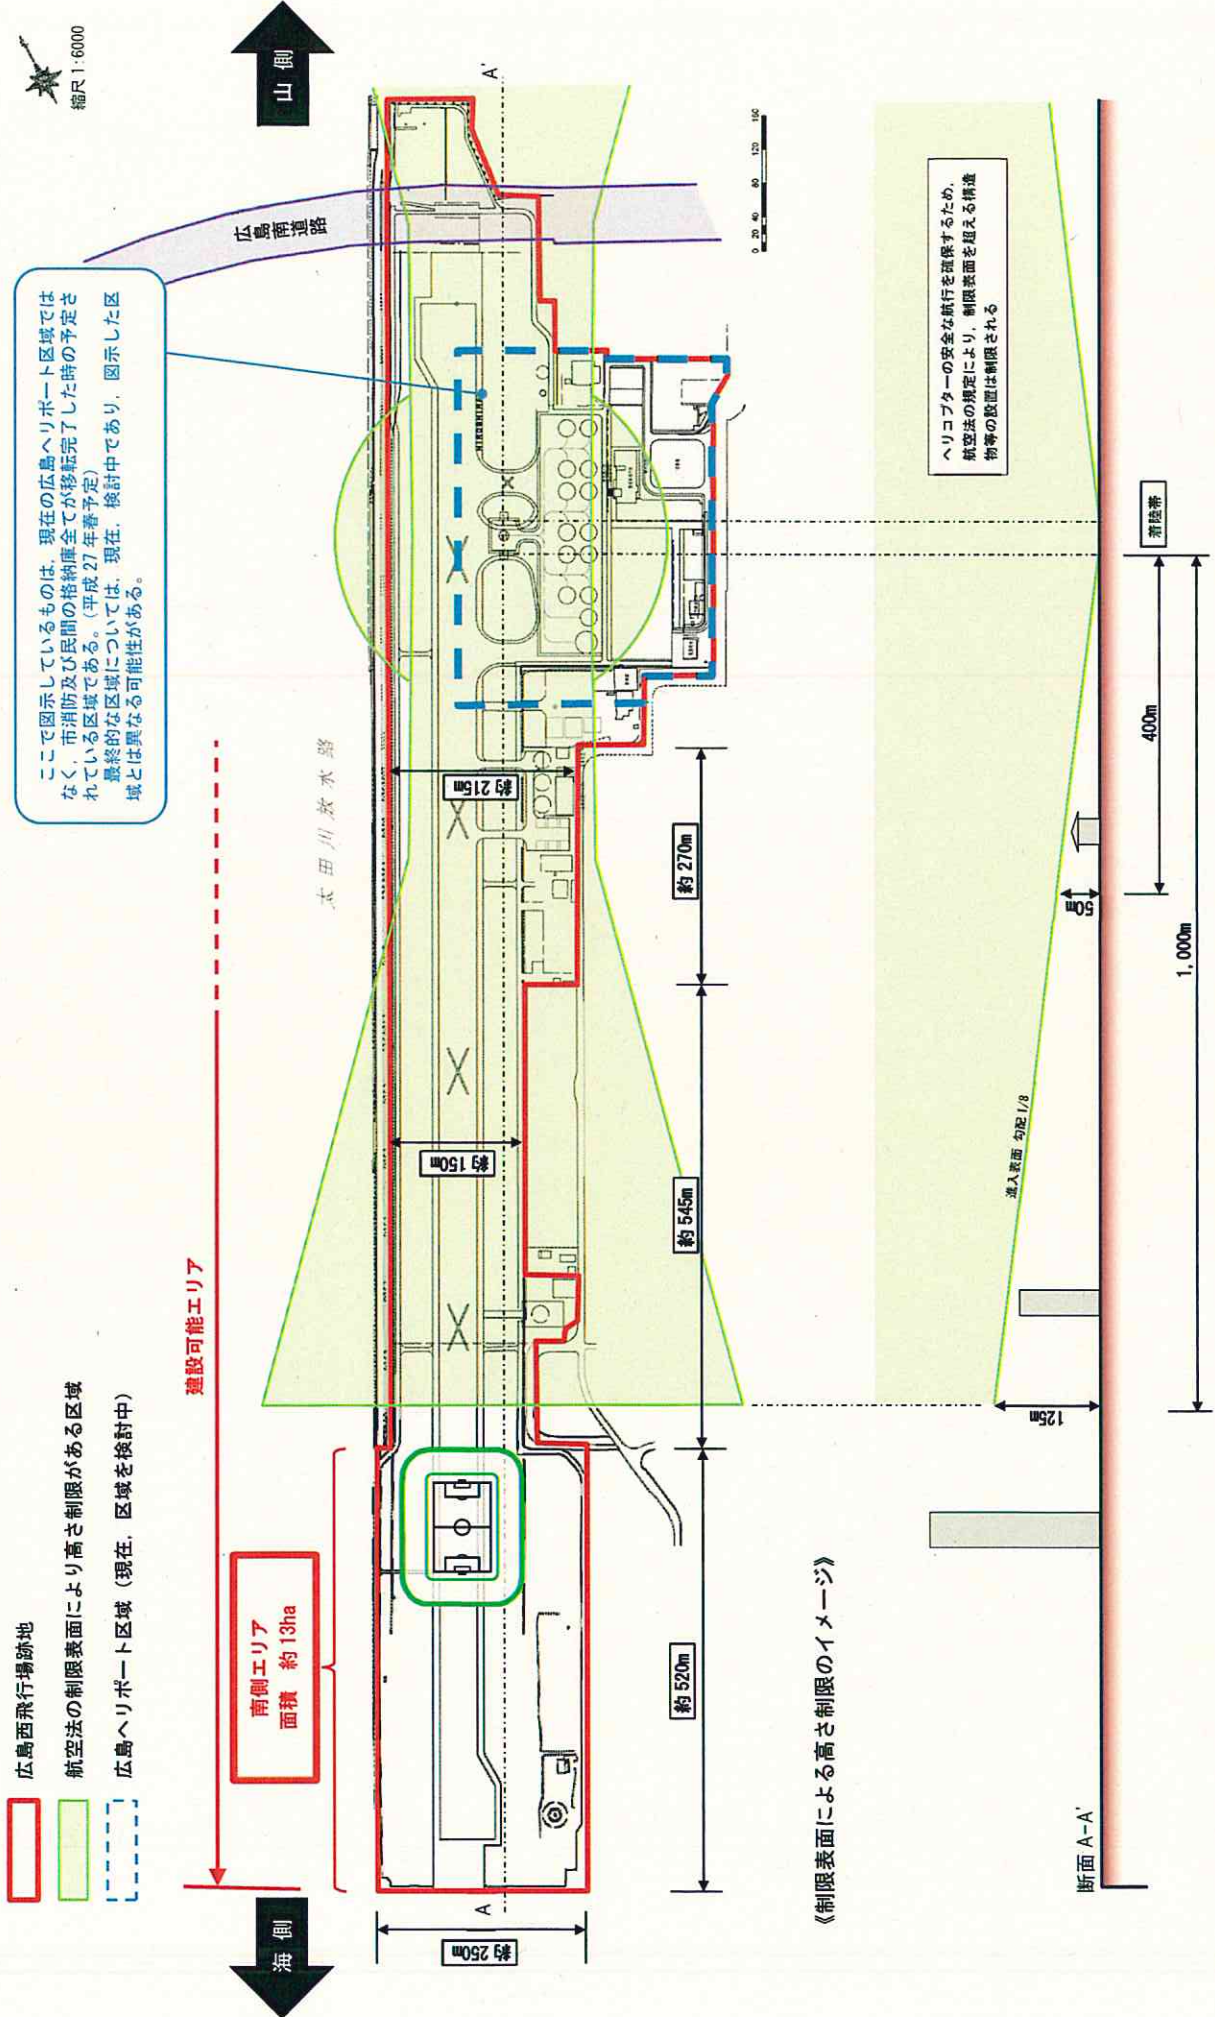 広島西飛行場跡地
航空法の制限表面により高さ制限がある区域
広島ヘリポート区域（現在，区域を検討中）
ここで図示しているものは，現在の広島ヘリポート区域では
なく，市消防及び民間の格納庫全てが移転完了した時の予定さ
れている区域である。（平成27年春予定）
最終的な区域については，現在，検討中であり，図示した区
域とは異なる可能性がある。
縮尺 1:6000
海側
山側
建設可能エリア
南側エリア
面積 約13ha
太田川放水路
広島南道路
HIROSHIMA
A
A'
約250m
約150m
約215m
約520m
約545m
約270m
0 20 40 80 120 160
《制限表面による高さ制限のイメージ》
ヘリコプターの安全な航行を確保するため，
航空法の規定により，制限表面を超える構造
物等の設置は制限される
進入表面 勾配1/8
125m
50m
着陸帯
400m
1,000m
断面 A-A'